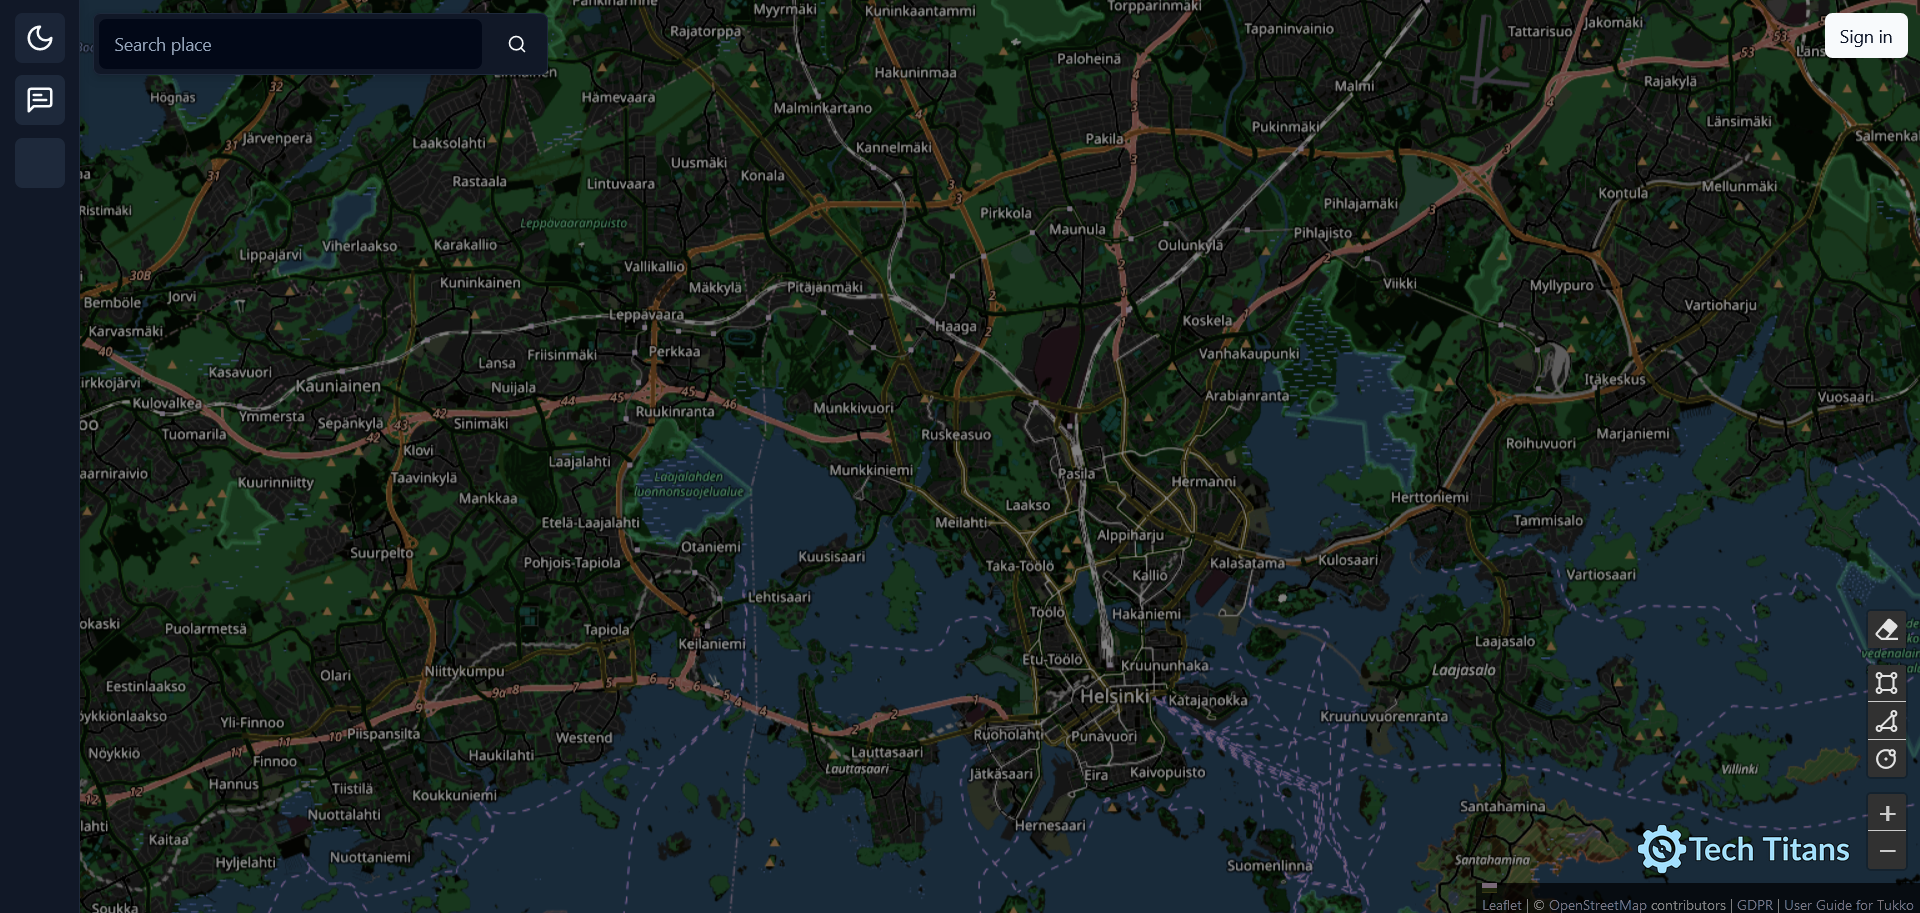 Search place
Sign in
Myyrmäki
Kuninkaantammi
Torpparinmäki
Tapaninvainio
Tattarisuo
Jakomäki
Rajatorppa
Paloheinä
Hakuninmaa
Malmi
Rajakylä
Högnäs
Hämevaara
Malminkartano
Pukinmäki
Länsimäki
Järvenperä
Laaksolahti
Kannelmäki
Pakila
Uusmäki
Konala
Rastaala
Lintuvaara
Kontula
Mellunmäki
Ristimäki
Leppävaaranpuisto
Pirkkola
Pihlajamäki
Maunula
Viherlaakso
Karakallio
Oulunkylä
Pihlajisto
Lippajärvi
Vallikallio
Kuninkainen
Mäkkylä
Pitäjänmäki
Viikki
Myllypuro
Bemböle
Jorvi
Vartioharju
Leppävaara
Haaga
Koskela
Karvasmäki
Lansa
Friisinmäki
Perkkaa
Vanhakaupunki
Kasavuori
Kauniainen
Nuijala
Itäkeskus
Kulovalkea
Ymmersta
Sepänkylä
Sinimäki
Ruukinranta
Munkkivuori
Arabianranta
Vuosaari
Tuomarila
Klovi
Ruskeasuo
Marjaniemi
Roihuvuori
Laajalahti
Munkkiniemi
Pasila
Taavinkylä
Kuurinniitty
Laajalahden
luonnonsuojelualue
Hermanni
Mankkaa
Laakso
Herttoniemi
Etelä-Laajalahti
Meilahti
Tammisalo
Alppiharju
Suurpelto
Otaniemi
Kuusisaari
Pohjois-Tapiola
Taka-Töölö
Kalasatama
Kulosaari
Kallio
Vartiosaari
Lehtisaari
Töölö
Hakaniemi
Puolarmetsä
Tapiola
Keilaniemi
Laajasalo
Etu-Töölö
Kruununhaka
Niittykumpu
Olari
Laajasalo
Eestinlaakso
Helsinki
Katajanokka
Yli-Finnoo
Kruunuvuorenranta
Piispansilta
Westend
Ruoholahti
Punavuori
Nöykkiö
Haukilahti
Lauttasaari
Lauttasaari
Finnoo
Jätkäsaari
Eira
Kaivopuisto
Villinki
Hannus
Tiistilä
Koukkuniemi
Santahamina
Nuottalahti
Hernesaari
Kaitaa
Tech Titans
Nuottaniemi
Hyljelahti
Suomenlinna
Santahamina
Soukka
Leaflet | © OpenStreetMap contributors | GDPR | User Guide for Tukko